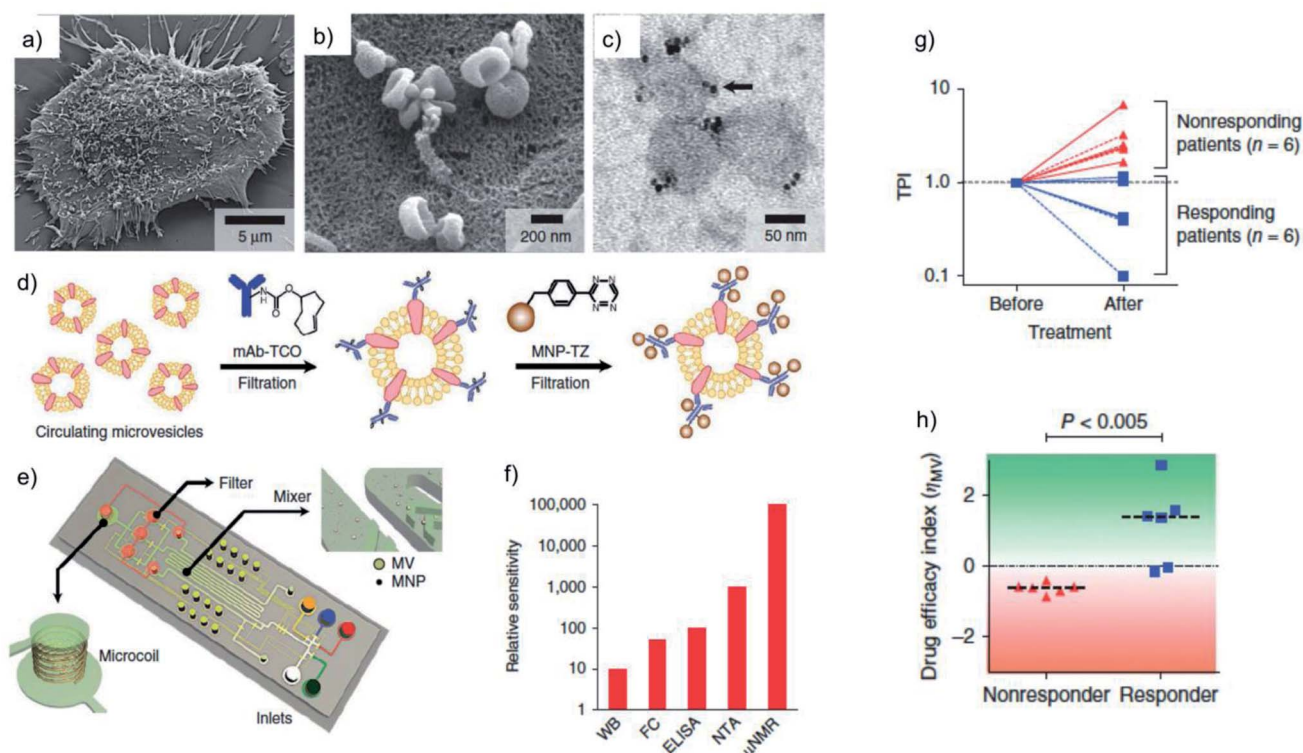 a)
5 μm
b)
200 nm
c)
50 nm
d)
mAb-TCO
Filtration
MNP-TZ
Filtration
Circulating microvesicles
N
H
O
O
N
N
N
N
e)
Filter
Mixer
MV
MNP
Microcoil
Inlets
f)
Relative sensitivity
100,000
10,000
1,000
100
10
1
WB
FC
ELISA
NTA
μNMR
g)
TPI
10
1.0
0.1
Nonresponding
patients (n = 6)
Responding
patients (n = 6)
Before
After
Treatment
h)
P < 0.005
Drug efficacy index (ηMV)
2
0
−2
Nonresponder
Responder